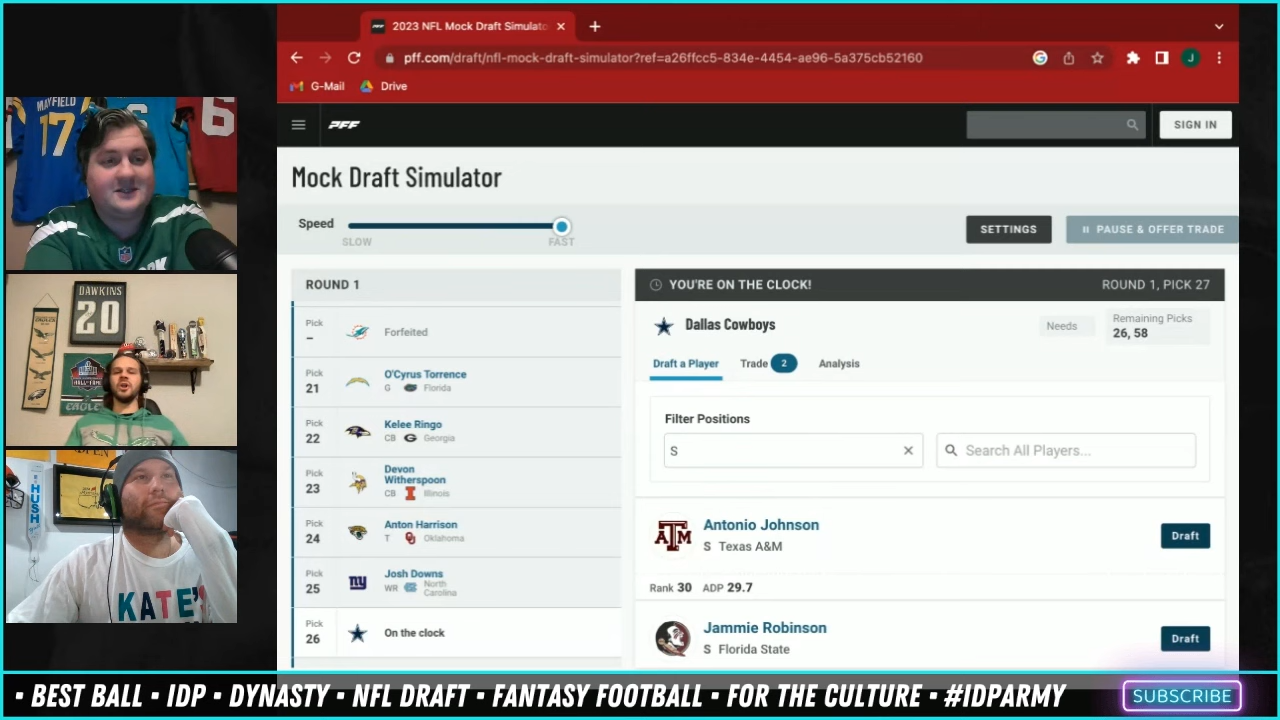 2023 NFL Mock Draft Simulato
pff.com/draft/nfl-mock-draft-simulator?ref=a26ffcc5-834e-4454-ae96-5a375cb52160
J
G-Mail
Drive
PFF
SIGN IN
Mock Draft Simulator
Speed
SLOW
FAST
SETTINGS
PAUSE & OFFER TRADE
ROUND 1
Pick
–
Forfeited
Pick
21
O'Cyrus Torrence
G Florida
Pick
22
Kelee Ringo
CB Georgia
Pick
23
Devon
Witherspoon
CB Illinois
Pick
24
Anton Harrison
T Oklahoma
Pick
25
Josh Downs
WR North
Carolina
Pick
26
On the clock
YOU'RE ON THE CLOCK!
ROUND 1, PICK 27
Dallas Cowboys
Needs
Remaining Picks
26, 58
Draft a Player
Trade 2
Analysis
Filter Positions
S
Search All Players...
Antonio Johnson
S Texas A&M
Draft
Rank 30 ADP 29.7
Jammie Robinson
S Florida State
Draft
MAYFIELD
17
6
DAWKINS
20
HUSH
KATE'S
• BEST BALL • IDP • DYNASTY • NFL DRAFT • FANTASY FOOTBALL • FOR THE CULTURE • #IDPARMY
SUBSCRIBE